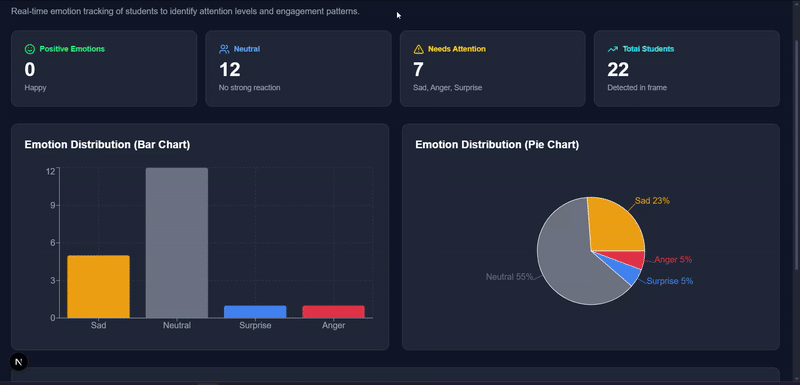 Real-time emotion tracking of students to identify attention levels and engagement patterns.
Positive Emotions
0
Happy
Neutral
12
No strong reaction
Needs Attention
7
Sad, Anger, Surprise
Total Students
22
Detected in frame
Emotion Distribution (Bar Chart)
12
9
6
3
0
Sad
Neutral
Surprise
Anger
Emotion Distribution (Pie Chart)
Sad 23%
Anger 5%
Neutral 55%
Surprise 5%
N